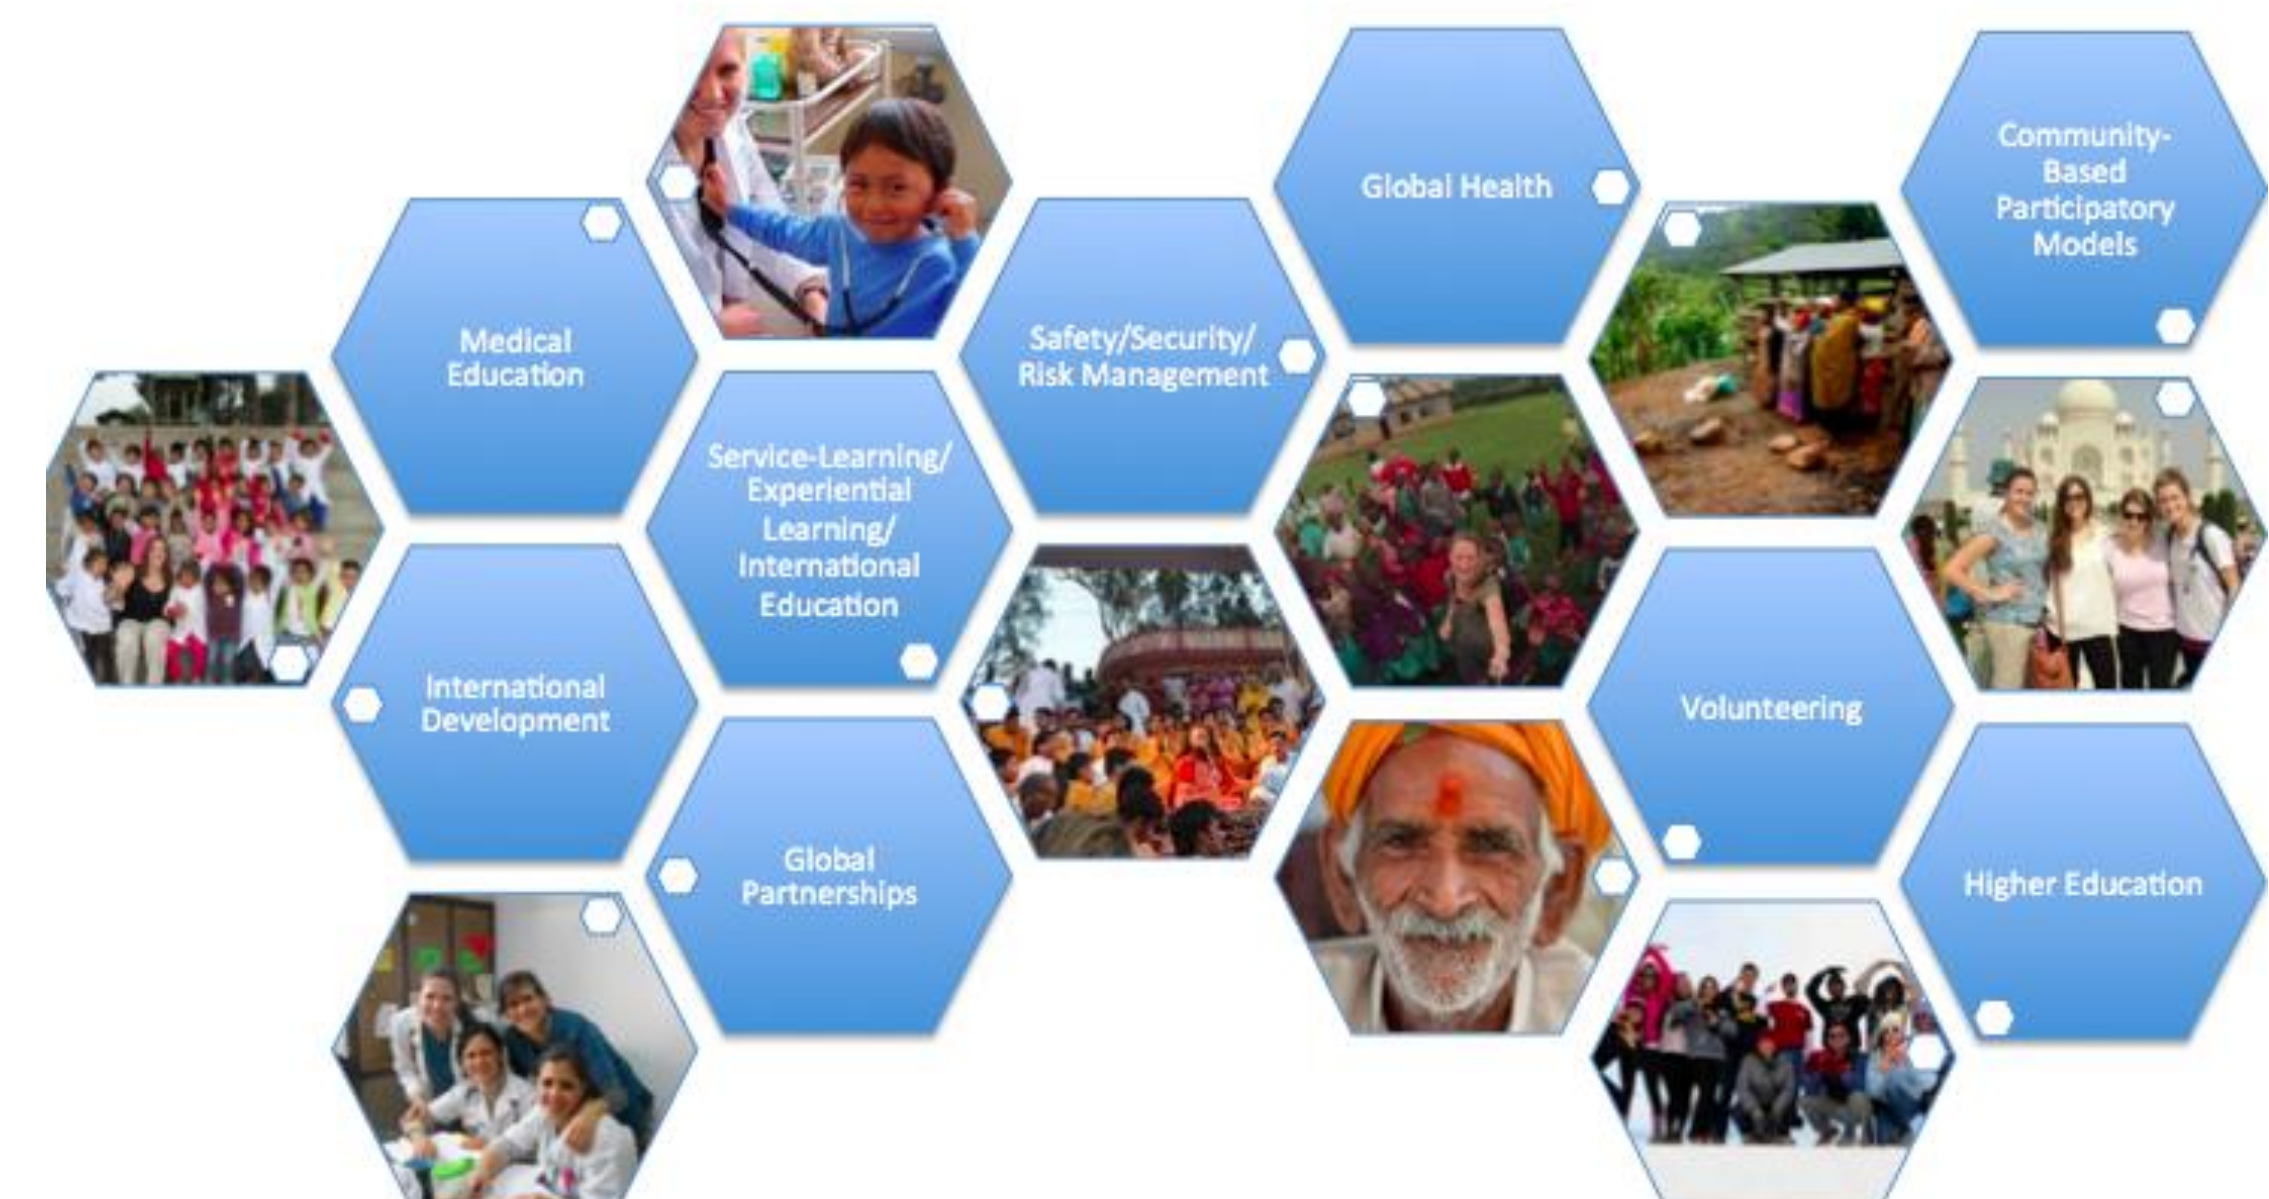 Medical
Education
International
Development
Service-Learning/
Experiential
Learning/
International
Education
Global
Partnerships
Safety/Security/
Risk Management
Global Health
Volunteering
Community-
Based
Participatory
Models
Higher Education